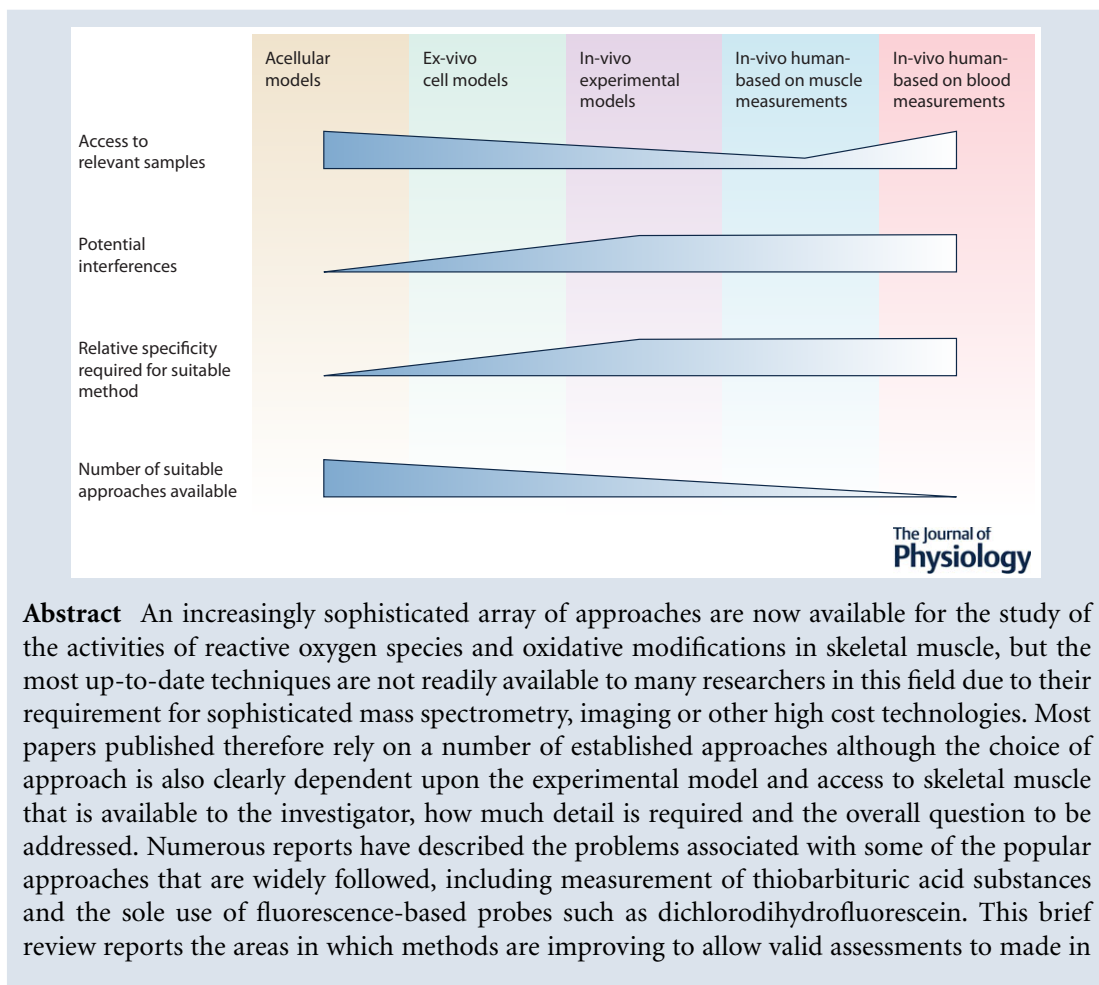 Acellular
models
Ex-vivo
cell models
In-vivo
experimental
models
In-vivo human-
based on muscle
measurements
In-vivo human-
based on blood
measurements
Access to
relevant samples
Potential
interferences
Relative specificity
required for suitable
method
Number of suitable
approaches available
The Journal of
Physiology
Abstract An increasingly sophisticated array of approaches are now available for the study of
the activities of reactive oxygen species and oxidative modifications in skeletal muscle, but the
most up-to-date techniques are not readily available to many researchers in this field due to their
requirement for sophisticated mass spectrometry, imaging or other high cost technologies. Most
papers published therefore rely on a number of established approaches although the choice of
approach is also clearly dependent upon the experimental model and access to skeletal muscle
that is available to the investigator, how much detail is required and the overall question to be
addressed. Numerous reports have described the problems associated with some of the popular
approaches that are widely followed, including measurement of thiobarbituric acid substances
and the sole use of fluorescence-based probes such as dichlorodihydrofluorescein. This brief
review reports the areas in which methods are improving to allow valid assessments to made in